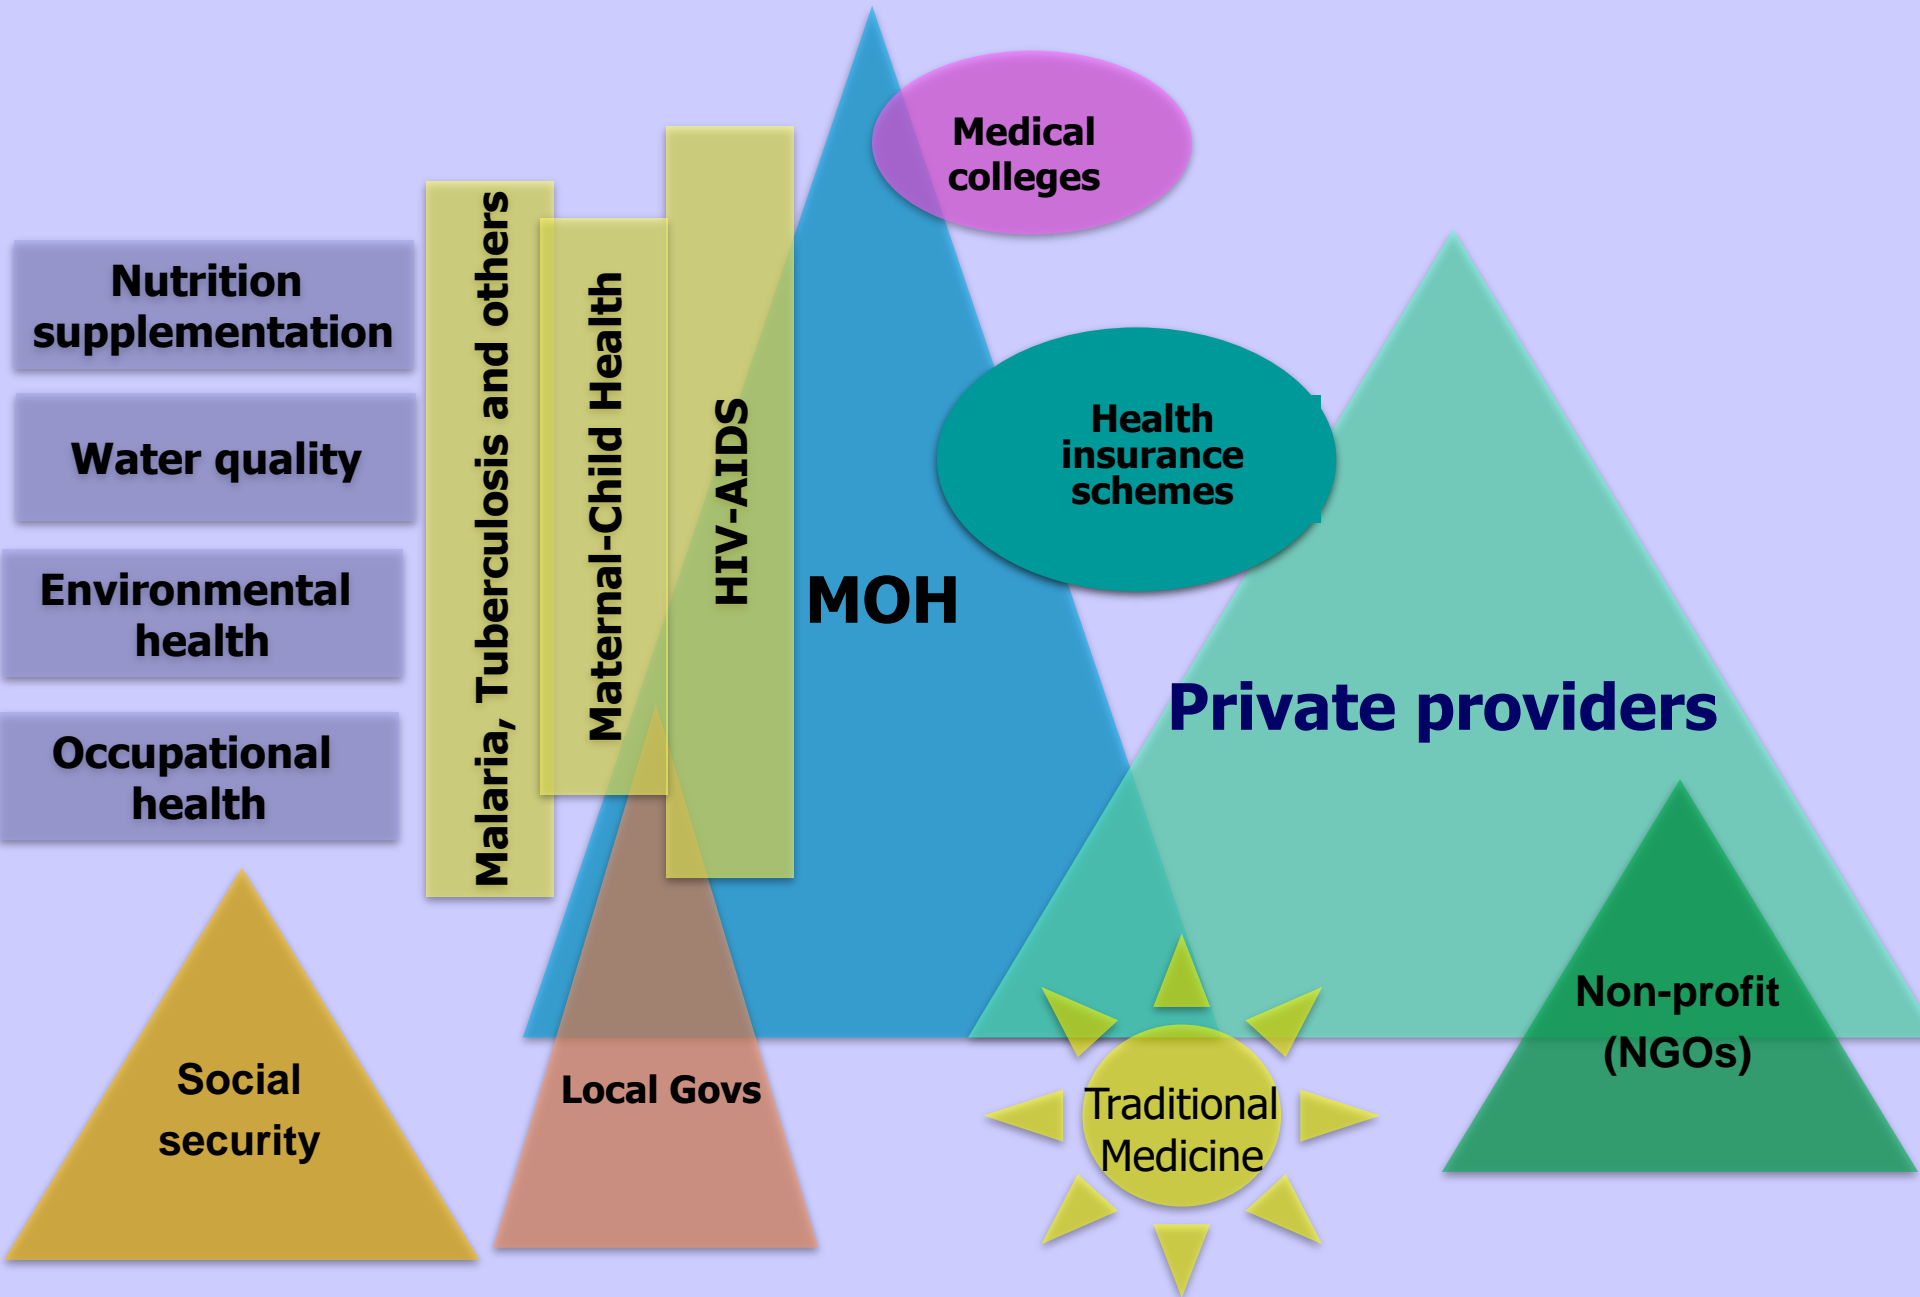 Medical
colleges
Nutrition
supplementation
Water quality
Environmental
health
Occupational
health
Malaria, Tuberculosis and others
Maternal-Child Health
HIV-AIDS
MOH
Health
insurance
schemes
Private providers
Social
security
Local Govs
Traditional
Medicine
Non-profit
(NGOs)